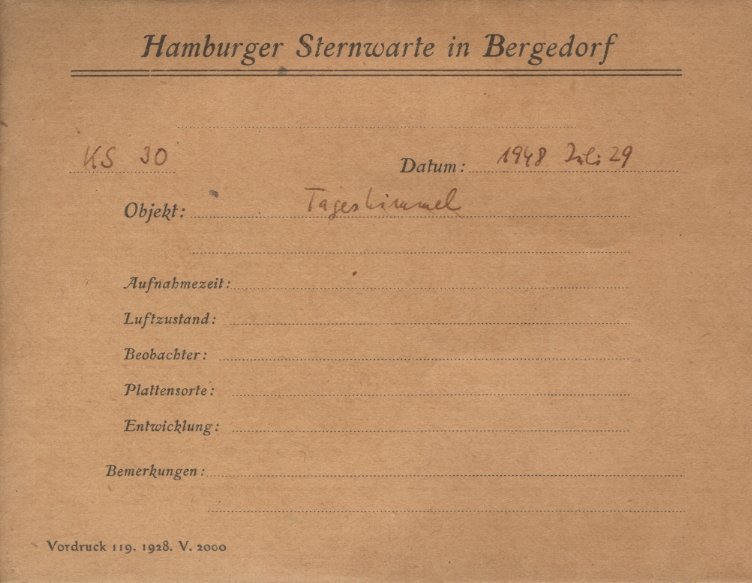 Hamburger Sternwarte in Bergedorf
KS 30 Datum: 1948 Juli 29
Objekt: Tageshimmel
Aufnahmezeit:
Luftzustand:
Beobachter:
Plattensorte:
Entwicklung:
Bemerkungen:
Vordruck 119. 1928. V. 2000